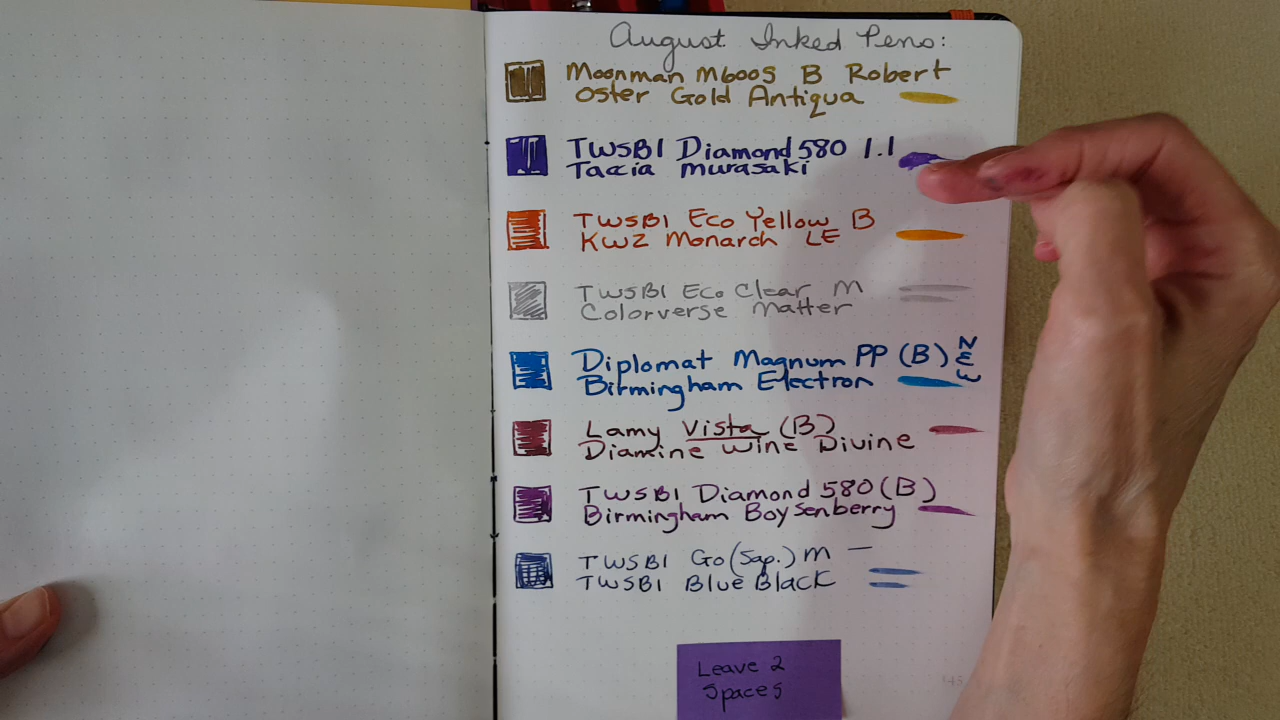 August Inked Pens:
Moonman M600S B Robert
Oster Gold Antiqua
TWSBI Diamond 580 1.1
Taccia Murasaki
TWSBI Eco Yellow B
KWZ Monarch LE
TWSBI Eco Clear M
Colorverse Matter
Diplomat Magnum PP (B) NEW
Birmingham Electron
Lamy Vista (B)
Diamine Wine Divine
TWSBI Diamond 580 (B)
Birmingham Boysenberry
TWSBI Go (Sap.) M
TWSBI Blue Black
Leave 2
Spaces